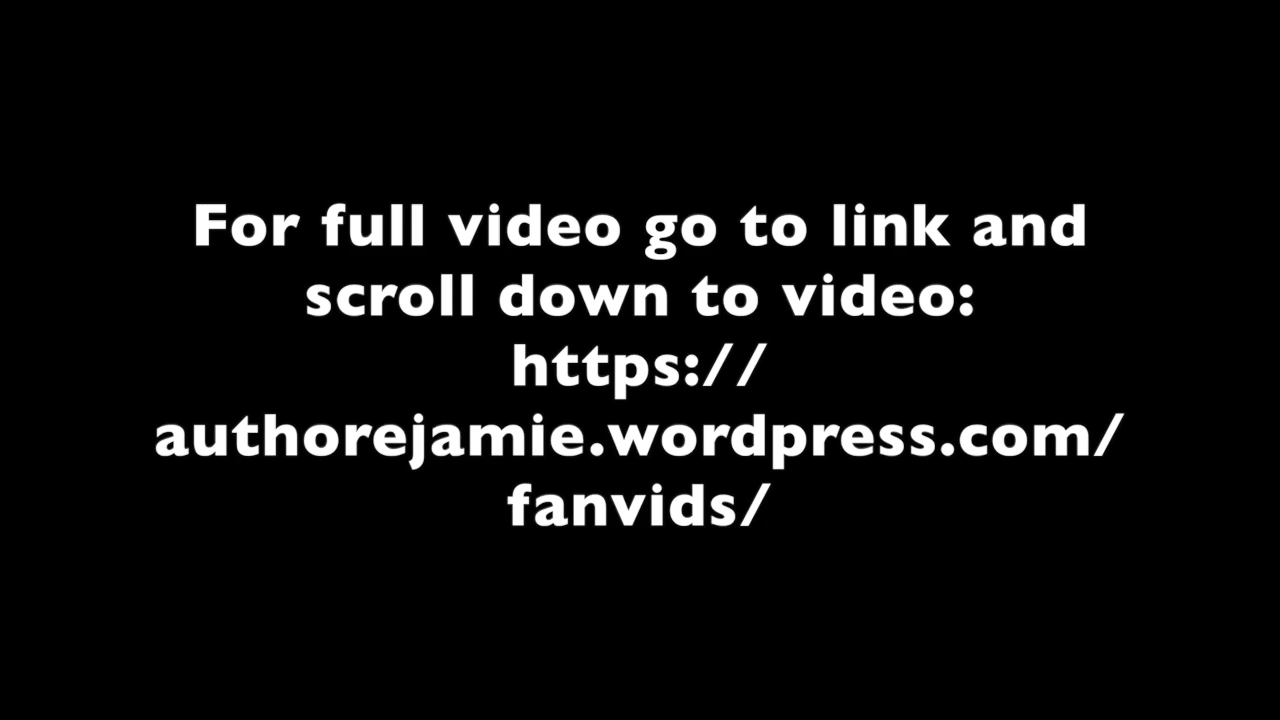 For full video go to link and
scroll down to video:
https://
authorejamie.wordpress.com/
fanvids/